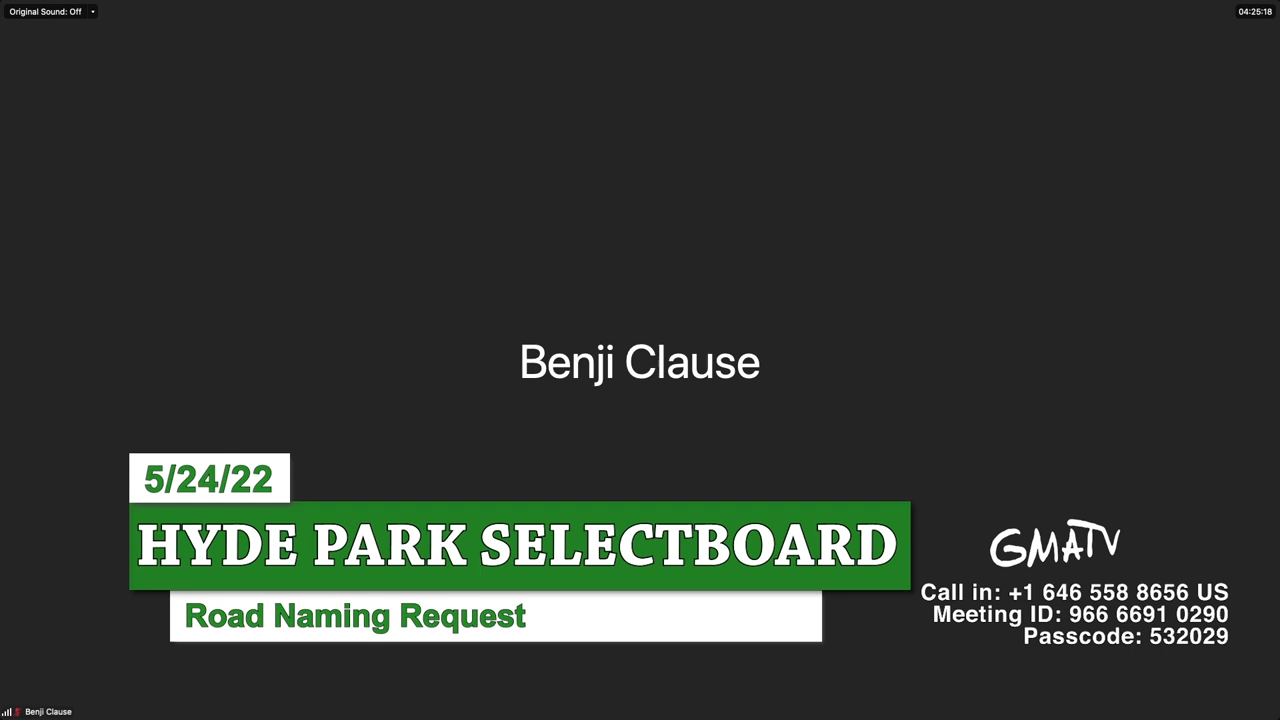 Original Sound: Off
04:25:18
Benji Clause
5/24/22
HYDE PARK SELECTBOARD
Road Naming Request
GMATV
Call in: +1 646 558 8656 US
Meeting ID: 966 6691 0290
Passcode: 532029
Benji Clause